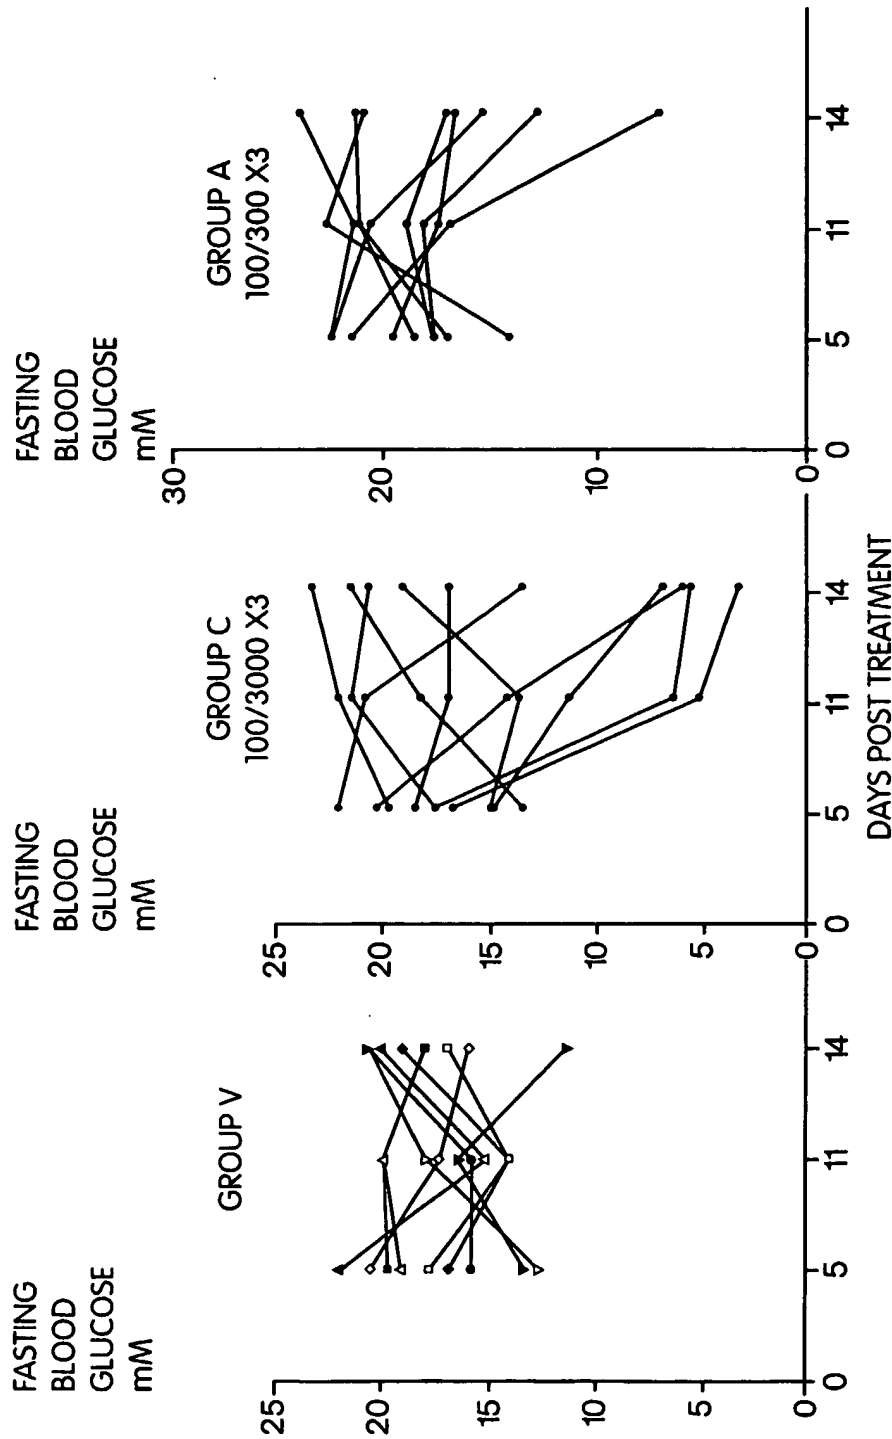 FASTING
BLOOD
GLUCOSE
mM
GROUP V
25
20
15
10
5
0
5
11
14
FASTING
BLOOD
GLUCOSE
mM
GROUP C
100/3000 X3
25
20
15
10
5
0
5
11
14
DAYS POST TREATMENT
FASTING
BLOOD
GLUCOSE
mM
GROUP A
100/300 X3
30
20
10
0
0
5
11
14